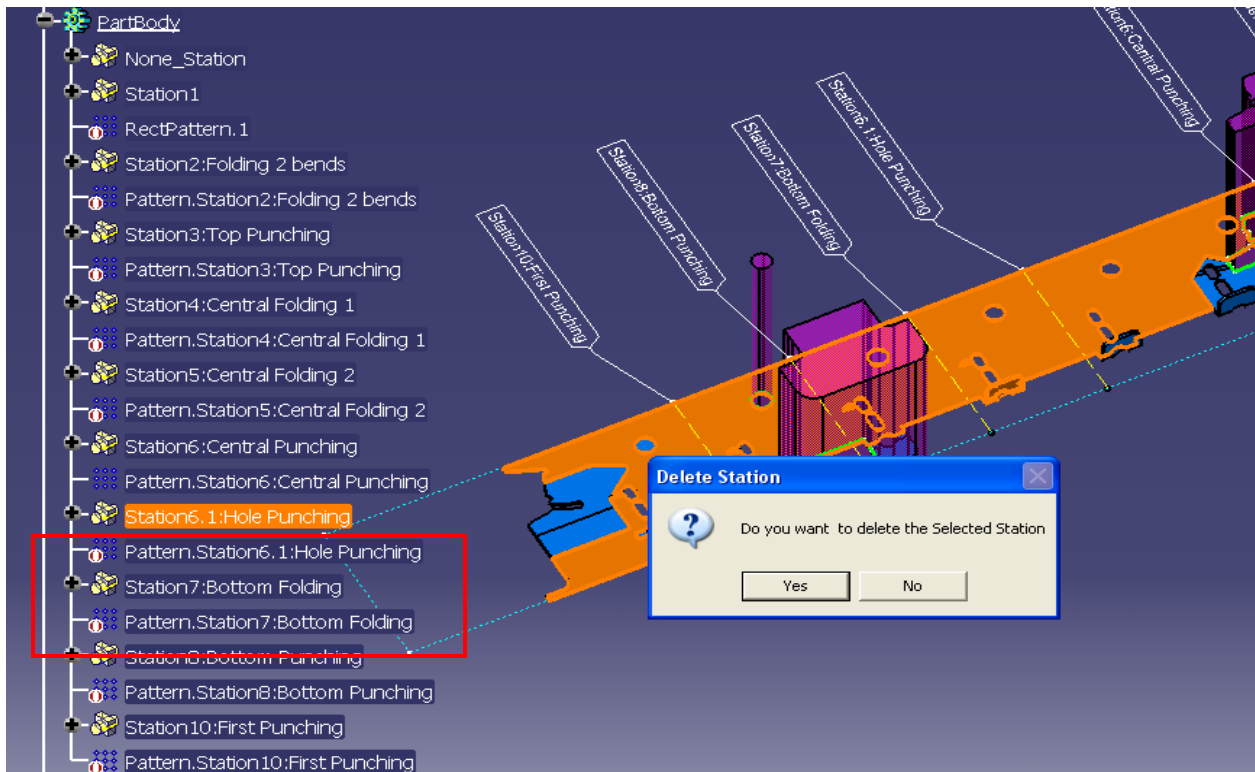 PartBody
None_Station
Station1
RectPattern.1
Station2:Folding 2 bends
Pattern.Station2:Folding 2 bends
Station3:Top Punching
Pattern.Station3:Top Punching
Station4:Central Folding 1
Pattern.Station4:Central Folding 1
Station5:Central Folding 2
Pattern.Station5:Central Folding 2
Station6:Central Punching
Pattern.Station6:Central Punching
Station6.1:Hole Punching
Pattern.Station6.1:Hole Punching
Station7:Bottom Folding
Pattern.Station7:Bottom Folding
Station8:Bottom Punching
Pattern.Station8:Bottom Punching
Station10:First Punching
Pattern.Station10:First Punching
Station10:First Punching
Station8:Bottom Punching
Station7:Bottom Folding
Station6.1:Hole Punching
Punching
Delete Station
Do you want to delete the Selected Station
Yes
No